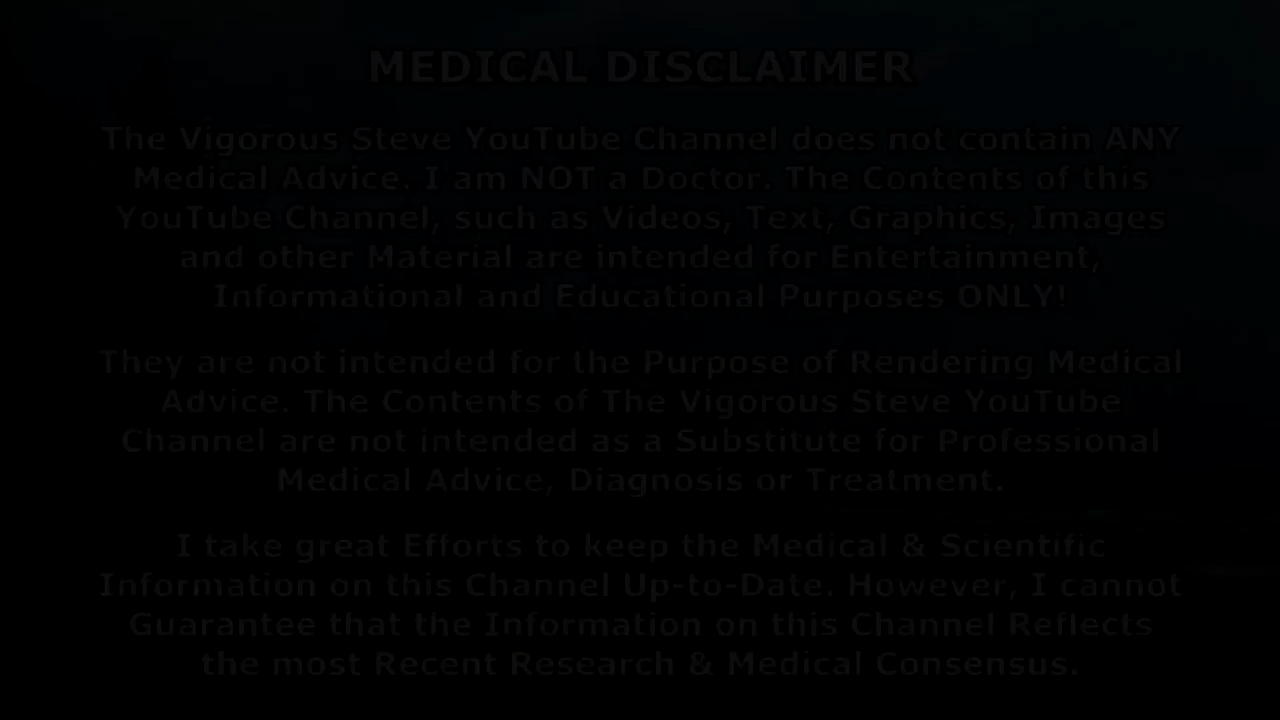 MEDICAL DISCLAIMER
The Vigorous Steve YouTube Channel does not contain ANY
Medical Advice. I am NOT a Doctor. The Contents of this
YouTube Channel, such as Videos, Text, Graphics, Images
and other Material are intended for Entertainment,
Informational and Educational Purposes ONLY!
They are not intended for the Purpose of Rendering Medical
Advice. The Contents of The Vigorous Steve YouTube
Channel are not intended as a Substitute for Professional
Medical Advice, Diagnosis or Treatment.
I take great Efforts to keep the Medical & Scientific
Information on this Channel Up-to-Date. However, I cannot
Guarantee that the Information on this Channel Reflects
the most Recent Research & Medical Consensus.